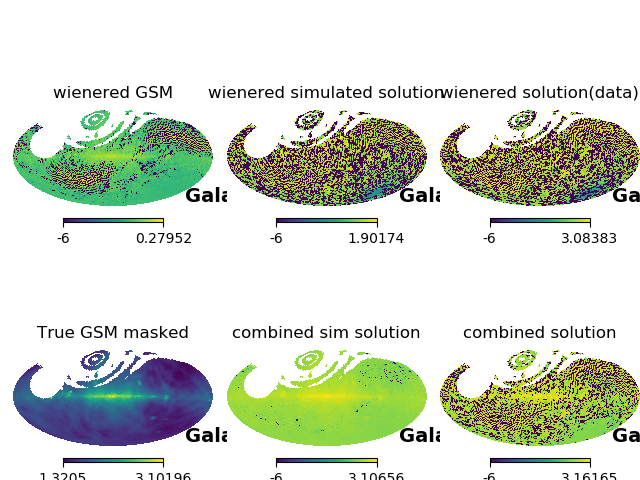 wienered GSM
wienered simulated solution
wienered solution(data)
Gala
Gala
Ga
-6 0.27952
-6 1.90174
-6 3.08383
True GSM masked
combined sim solution
combined solution
Gala
Gala
Ga
1.3205 3.10196
-6 3.10656
-6 3.16165